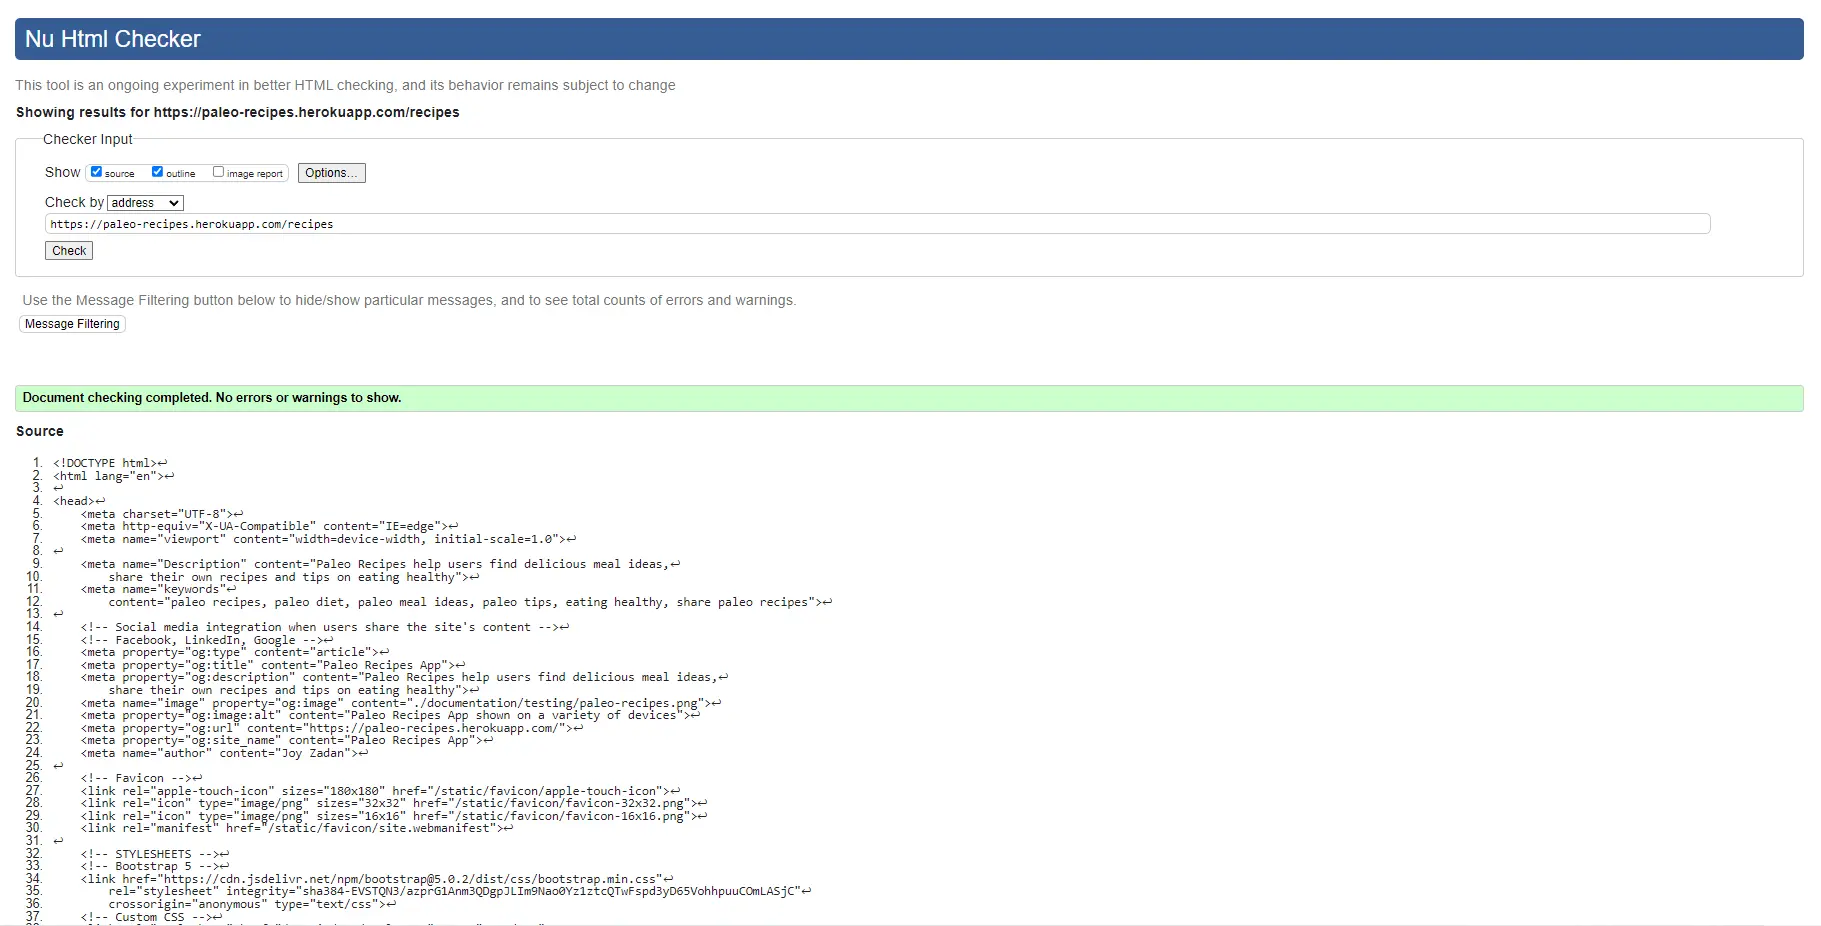 Nu Html Checker
This tool is an ongoing experiment in better HTML checking, and its behavior remains subject to change
Showing results for https://paleo-recipes.herokuapp.com/recipes
Checker Input
Show source outline image report Options...
Check by address
https://paleo-recipes.herokuapp.com/recipes
Check
Use the Message Filtering button below to hide/show particular messages, and to see total counts of errors and warnings.
Message Filtering
Document checking completed. No errors or warnings to show.
Source
1. <!DOCTYPE html>↩
2. <html lang="en">↩
3. ↩
4. <head>↩
5. <meta charset="UTF-8">↩
6. <meta http-equiv="X-UA-Compatible" content="IE=edge">↩
7. <meta name="viewport" content="width=device-width, initial-scale=1.0">↩
8. ↩
9. <meta name="Description" content="Paleo Recipes help users find delicious meal ideas,↩
10. share their own recipes and tips on eating healthy">↩
11. <meta name="keywords"↩
12. content="paleo recipes, paleo diet, paleo meal ideas, paleo tips, eating healthy, share paleo recipes">↩
13. ↩
14. <!-- Social media integration when users share the site's content -->↩
15. <!-- Facebook, LinkedIn, Google -->↩
16. <meta property="og:type" content="article">↩
17. <meta property="og:title" content="Paleo Recipes App">↩
18. <meta property="og:description" content="Paleo Recipes help users find delicious meal ideas,↩
19. share their own recipes and tips on eating healthy">↩
20. <meta name="image" property="og:image" content="./documentation/testing/paleo-recipes.png">↩
21. <meta property="og:image:alt" content="Paleo Recipes App shown on a variety of devices">↩
22. <meta property="og:url" content="https://paleo-recipes.herokuapp.com/">↩
23. <meta property="og:site_name" content="Paleo Recipes App">↩
24. <meta name="author" content="Joy Zadan">↩
25. ↩
26. <!-- Favicon -->↩
27. <link rel="apple-touch-icon" sizes="180x180" href="/static/favicon/apple-touch-icon">↩
28. <link rel="icon" type="image/png" sizes="32x32" href="/static/favicon/favicon-32x32.png">↩
29. <link rel="icon" type="image/png" sizes="16x16" href="/static/favicon/favicon-16x16.png">↩
30. <link rel="manifest" href="/static/favicon/site.webmanifest">↩
31. ↩
32. <!-- STYLESHEETS -->↩
33. <!-- Bootstrap 5 -->↩
34. <link href="https://cdn.jsdelivr.net/npm/bootstrap@5.0.2/dist/css/bootstrap.min.css"↩
35. rel="stylesheet" integrity="sha384-EVSTQN3/azprG1Anm3QDgpJLIm9Nao0Yz1ztcQTwFspd3yD65VohhpuuCOmLASjC"↩
36. crossorigin="anonymous" type="text/css">↩
37. <!-- Custom CSS -->↩